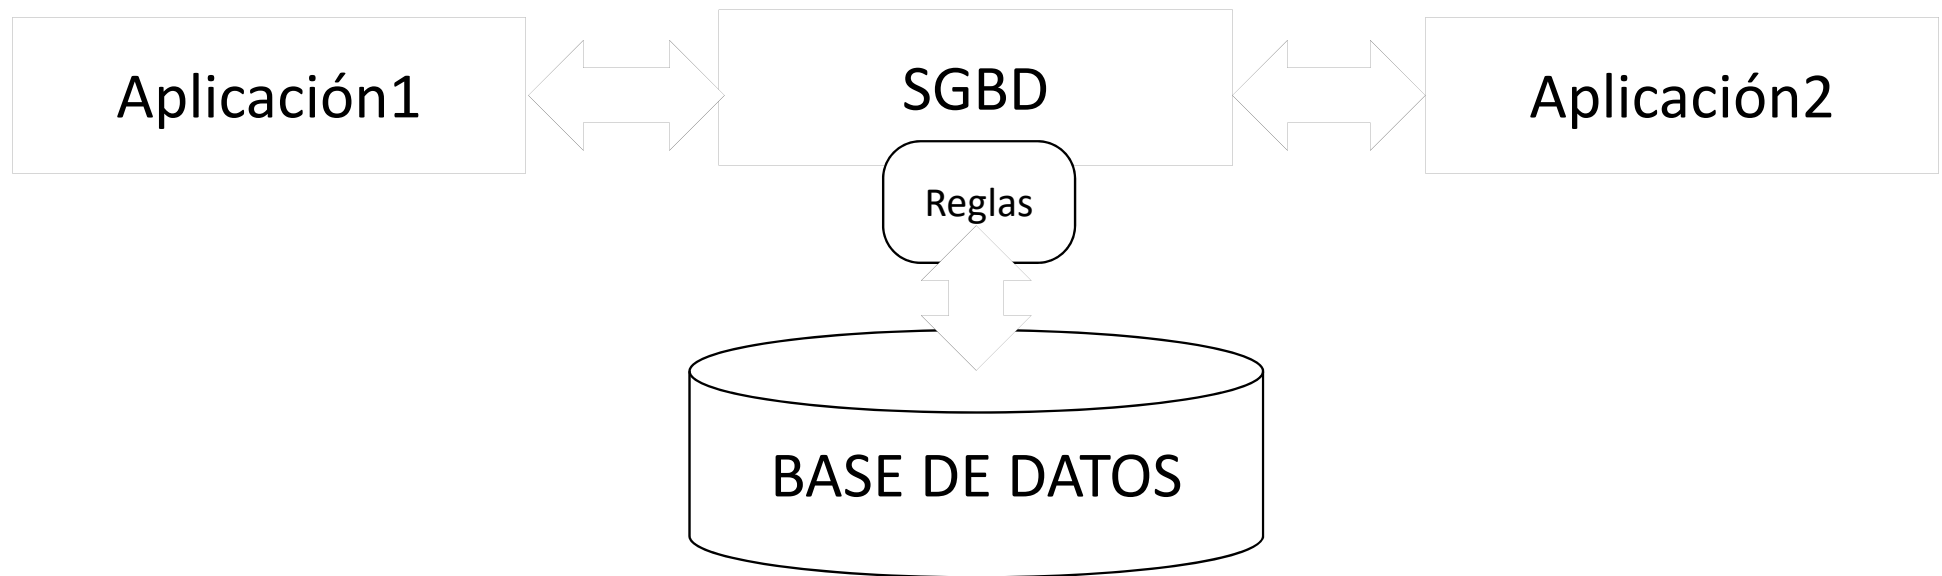 Aplicación1
SGBD
Aplicación2
Reglas
BASE DE DATOS